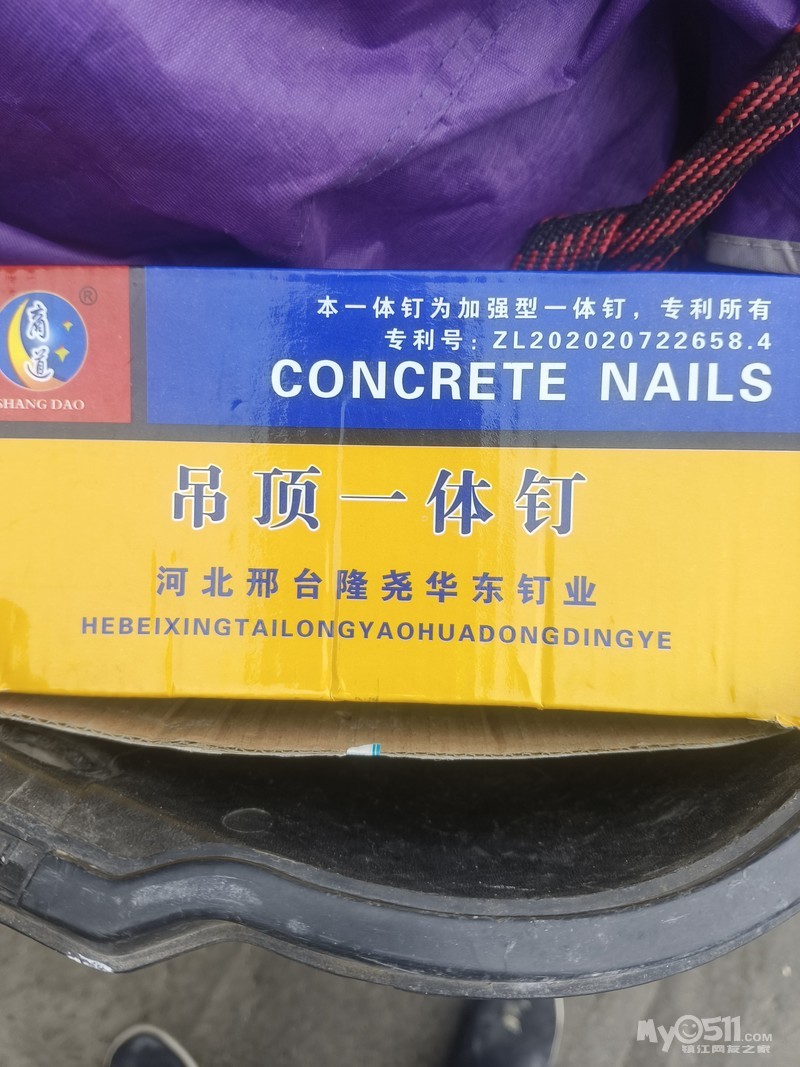 商道
®
SHANG DAO
本一体钉为加强型一体钉，专利所有
专利号：ZL202020722658.4
CONCRETE NAILS
吊顶一体钉
河北邢台隆尧华东钉业
HEBEIXINGTAILONGYAOHUADONGDINGYE
My0511.COM
镇江网友之家